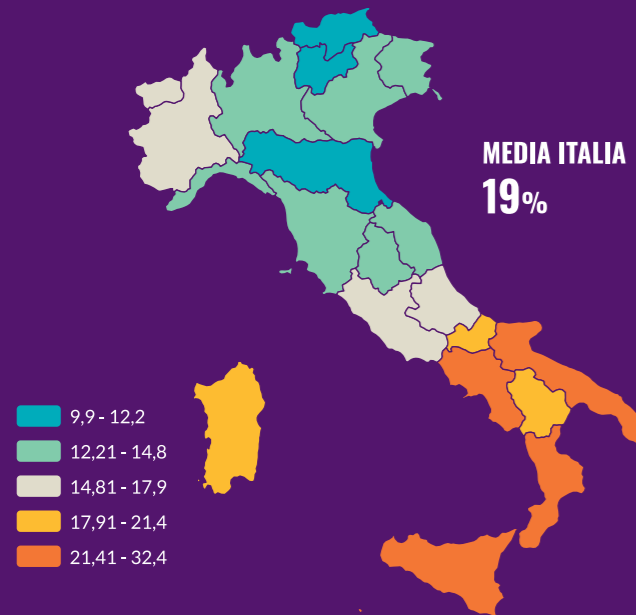 MEDIA ITALIA
19%
9,9 - 12,2
12,21 - 14,8
14,81 - 17,9
17,91 - 21,4
21,41 - 32,4